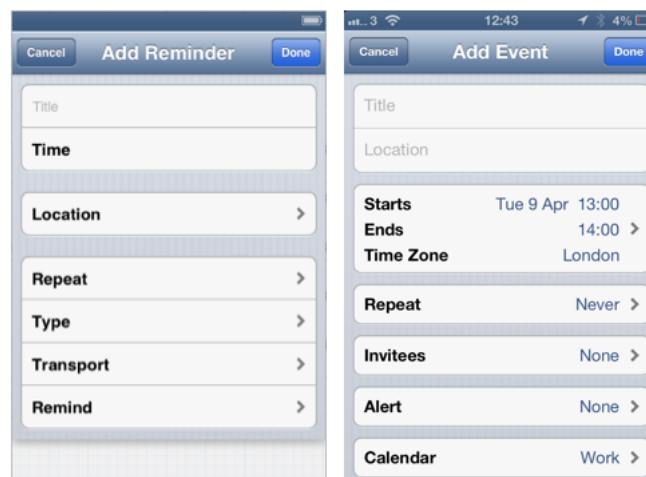 Cancel Add Reminder Done
Title
Time
Location
Repeat
Type
Transport
Remind
3 12:43 4%
Cancel Add Event Done
Title
Location
Starts Tue 9 Apr 13:00
Ends 14:00
Time Zone London
Repeat Never
Invitees None
Alert None
Calendar Work